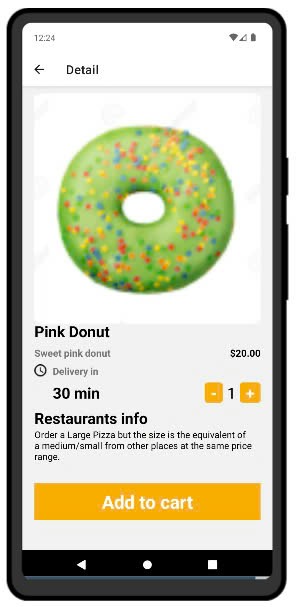 12:24
Detail
Pink Donut
Sweet pink donut
$20.00
Delivery in
30 min
- 1 +
Restaurants info
Order a Large Pizza but the size is the equivalent of
a medium/small from other places at the same price
range.
Add to cart